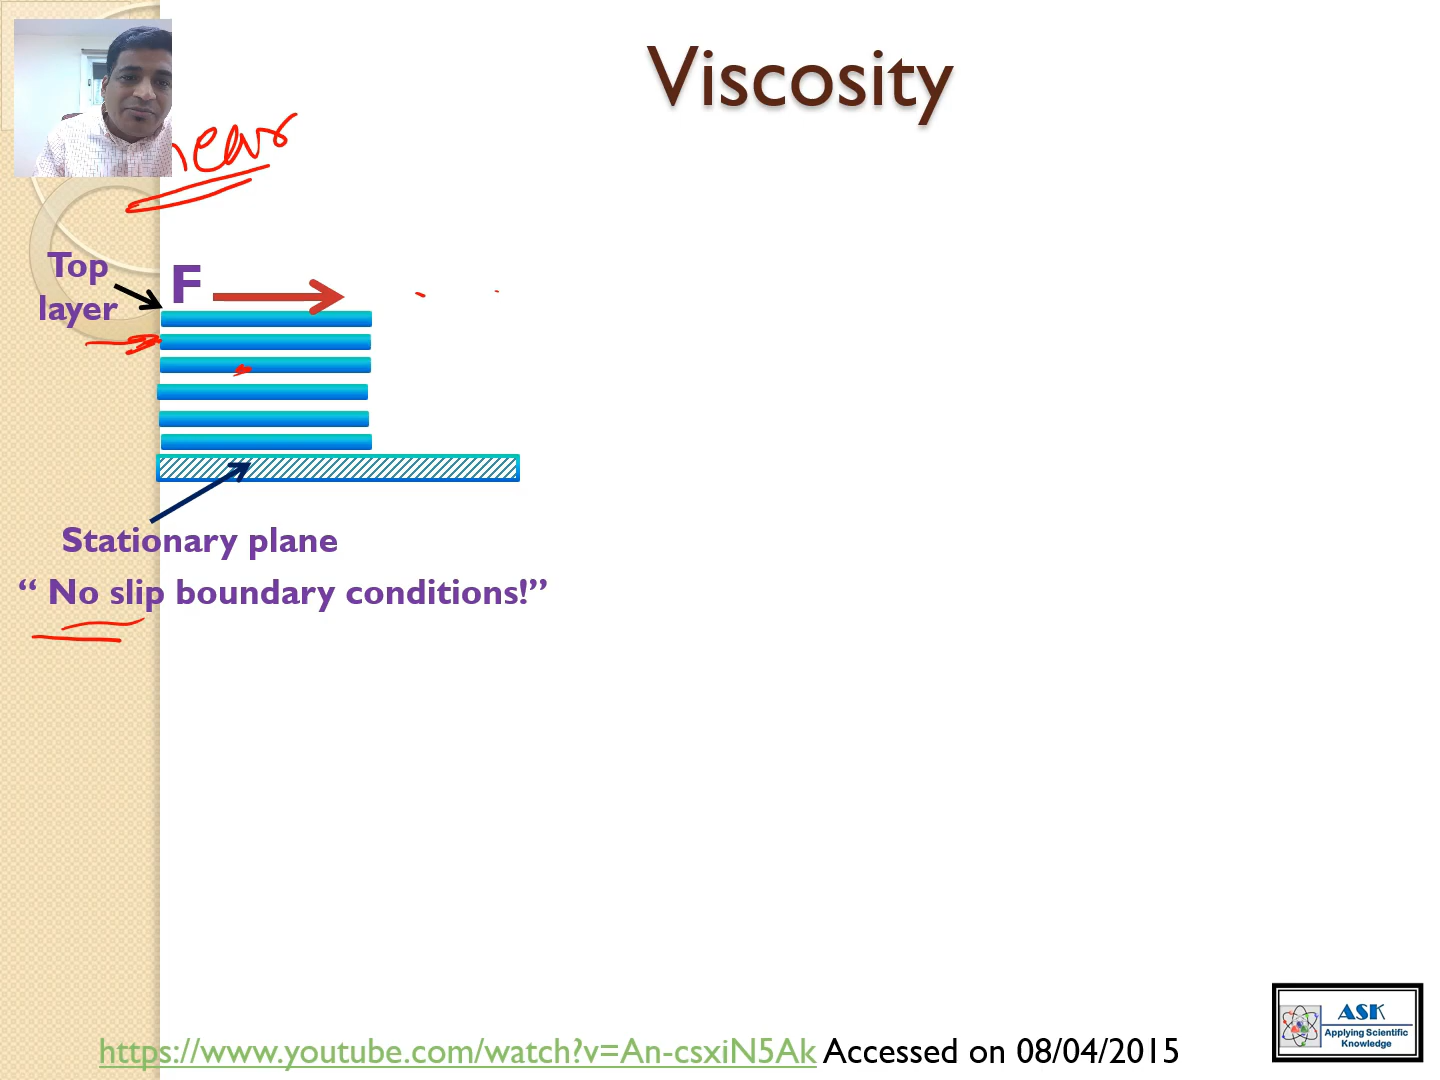 Viscosity
Top
layer
F
Stationary plane
“ No slip boundary conditions!”
https://www.youtube.com/watch?v=An-csxiN5Ak Accessed on 08/04/2015
ASK
Applying Scientific
Knowledge